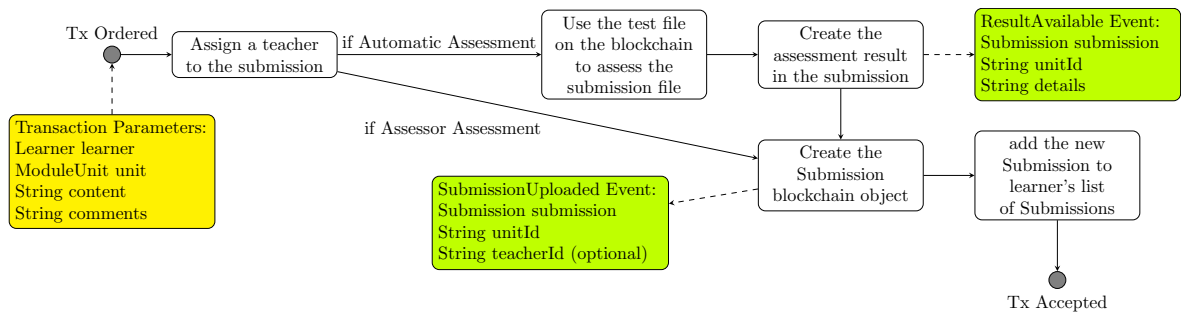 Tx Ordered
Assign a teacher
to the submission
if Automatic Assessment
Use the test file
on the blockchain
to assess the
submission file
Create the
assessment result
in the submission
ResultAvailable Event:
Submission submission
String unitId
String details
Transaction Parameters:
Learner learner
ModuleUnit unit
String content
String comments
if Assessor Assessment
Create the
Submission
blockchain object
add the new
Submission to
learner's list
of Submissions
SubmissionUploaded Event:
Submission submission
String unitId
String teacherId (optional)
Tx Accepted